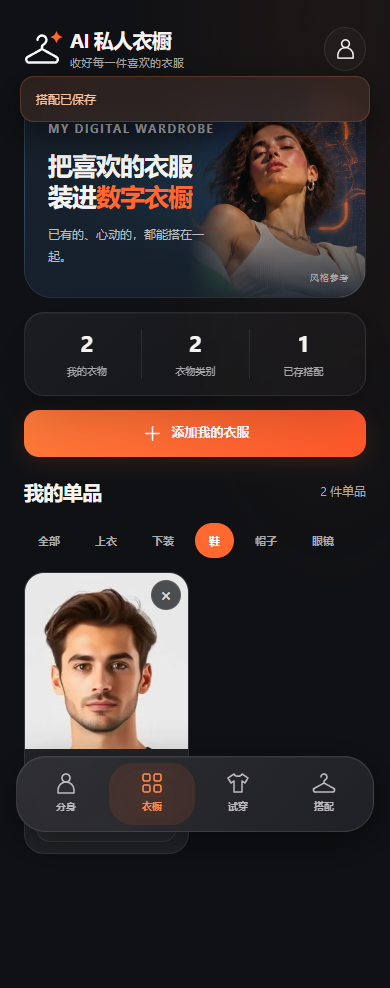 AI 私人衣橱
收好每一件喜欢的衣服
搭配已保存
MY DIGITAL WARDROBE
把喜欢的衣服
装进数字衣橱
已有的、心动的，都能搭在一
起。
风格参考
2 2 1
我的衣物 衣物类别 已存搭配
添加我的衣服
我的单品 2 件单品
全部 上衣 下装 鞋 帽子 眼镜
分身 衣橱 试穿 搭配